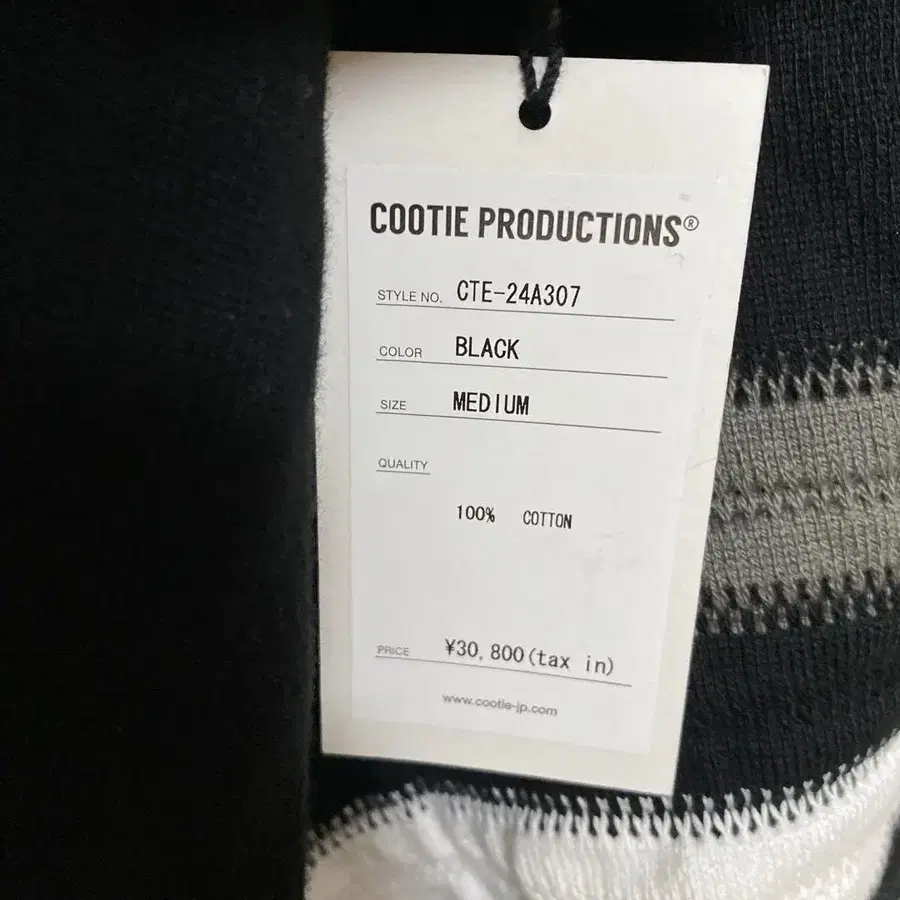 COOTIE PRODUCTIONS®
STYLE NO. CTE-24A307
COLOR BLACK
SIZE MEDIUM
QUALITY
100% COTTON
PRICE ¥30,800(tax in)
www.cootie-jp.com